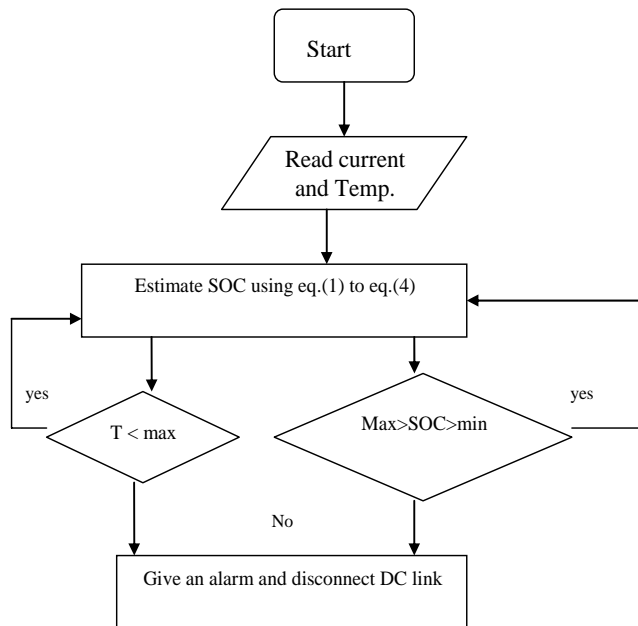 Start
Read current
and Temp.
Estimate SOC using eq.(1) to eq.(4)
yes
yes
T < max
Max>SOC>min
No
Give an alarm and disconnect DC link